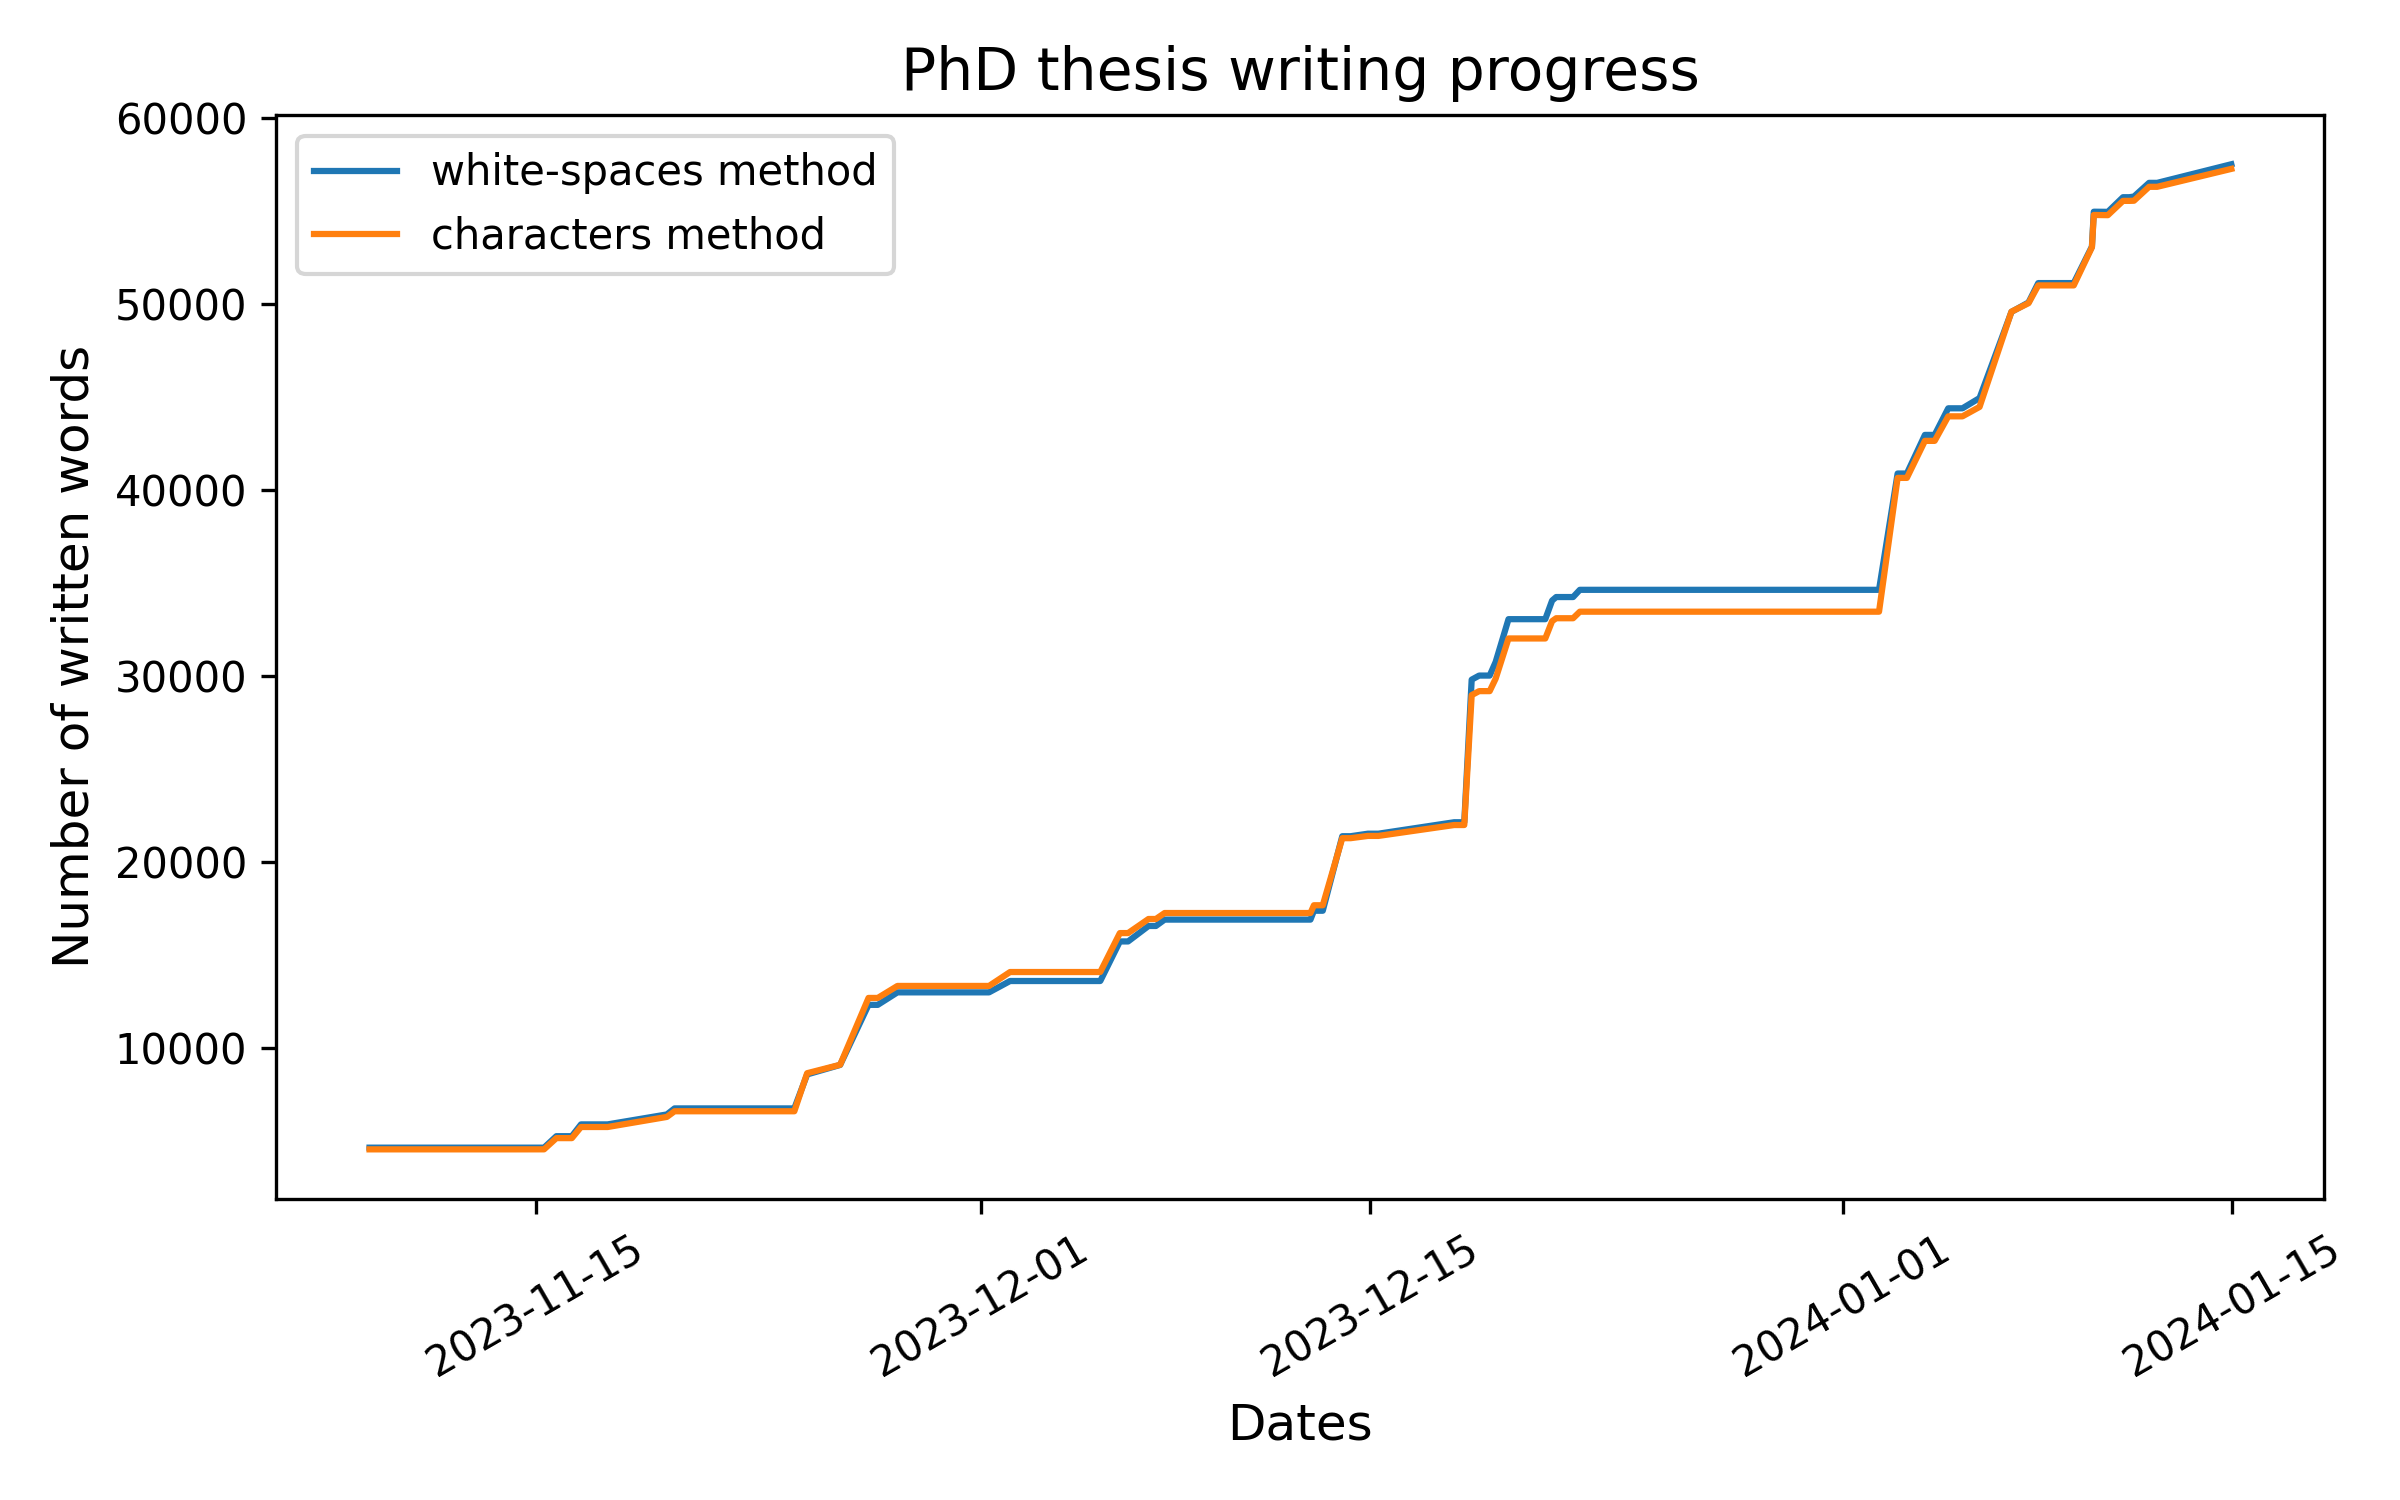 PhD thesis writing progress
white-spaces method
characters method
Number of written words
60000
50000
40000
30000
20000
10000
2023-11-15
2023-12-01
2023-12-15
2024-01-01
2024-01-15
Dates